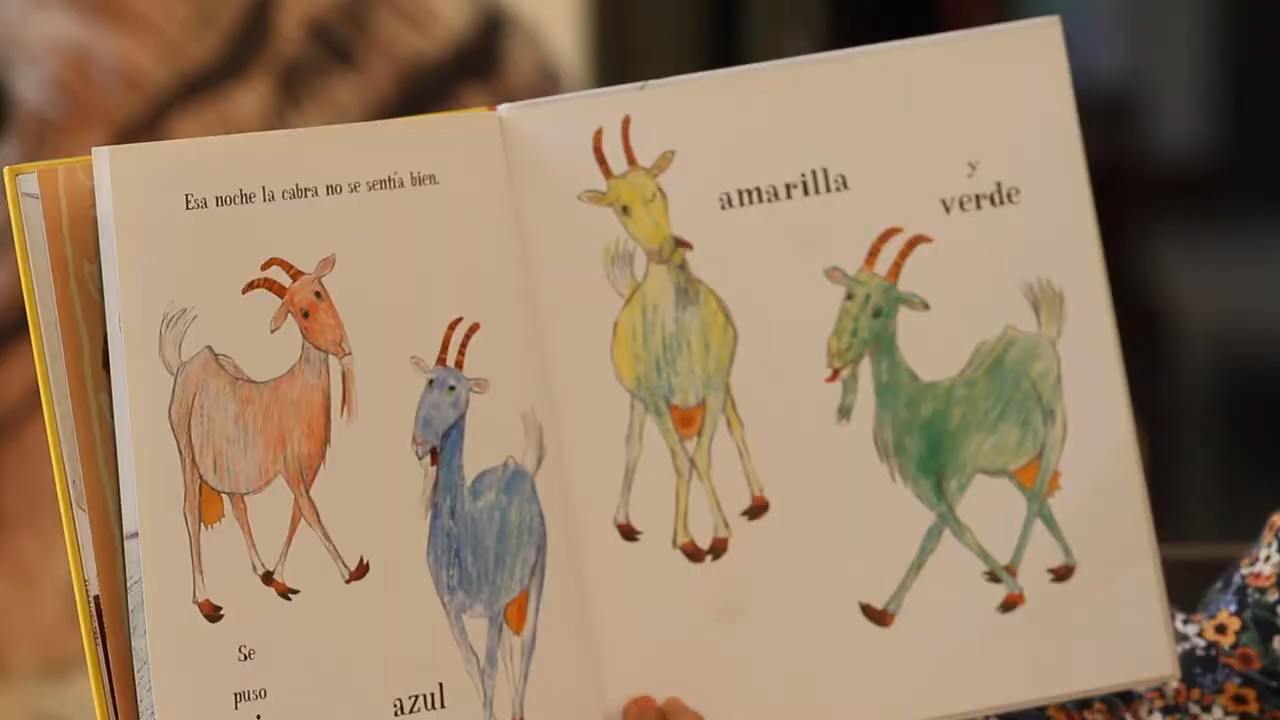 Esa noche la cabra no se sentía bien.
Se
puso
azul
amarilla
y
verde